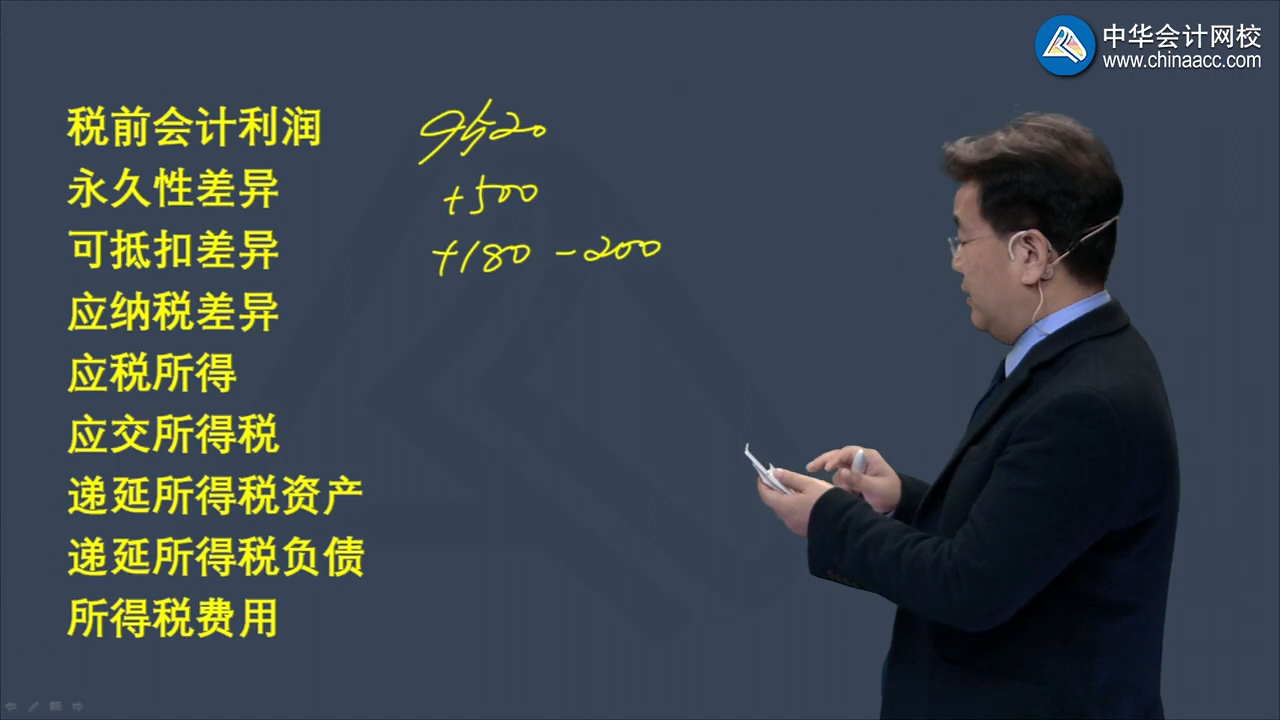 中华会计网校
www.chinaacc.com
税前会计利润 9520
永久性差异 +500
可抵扣差异 +180 -200
应纳税差异
应税所得
应交所得税
递延所得税资产
递延所得税负债
所得税费用